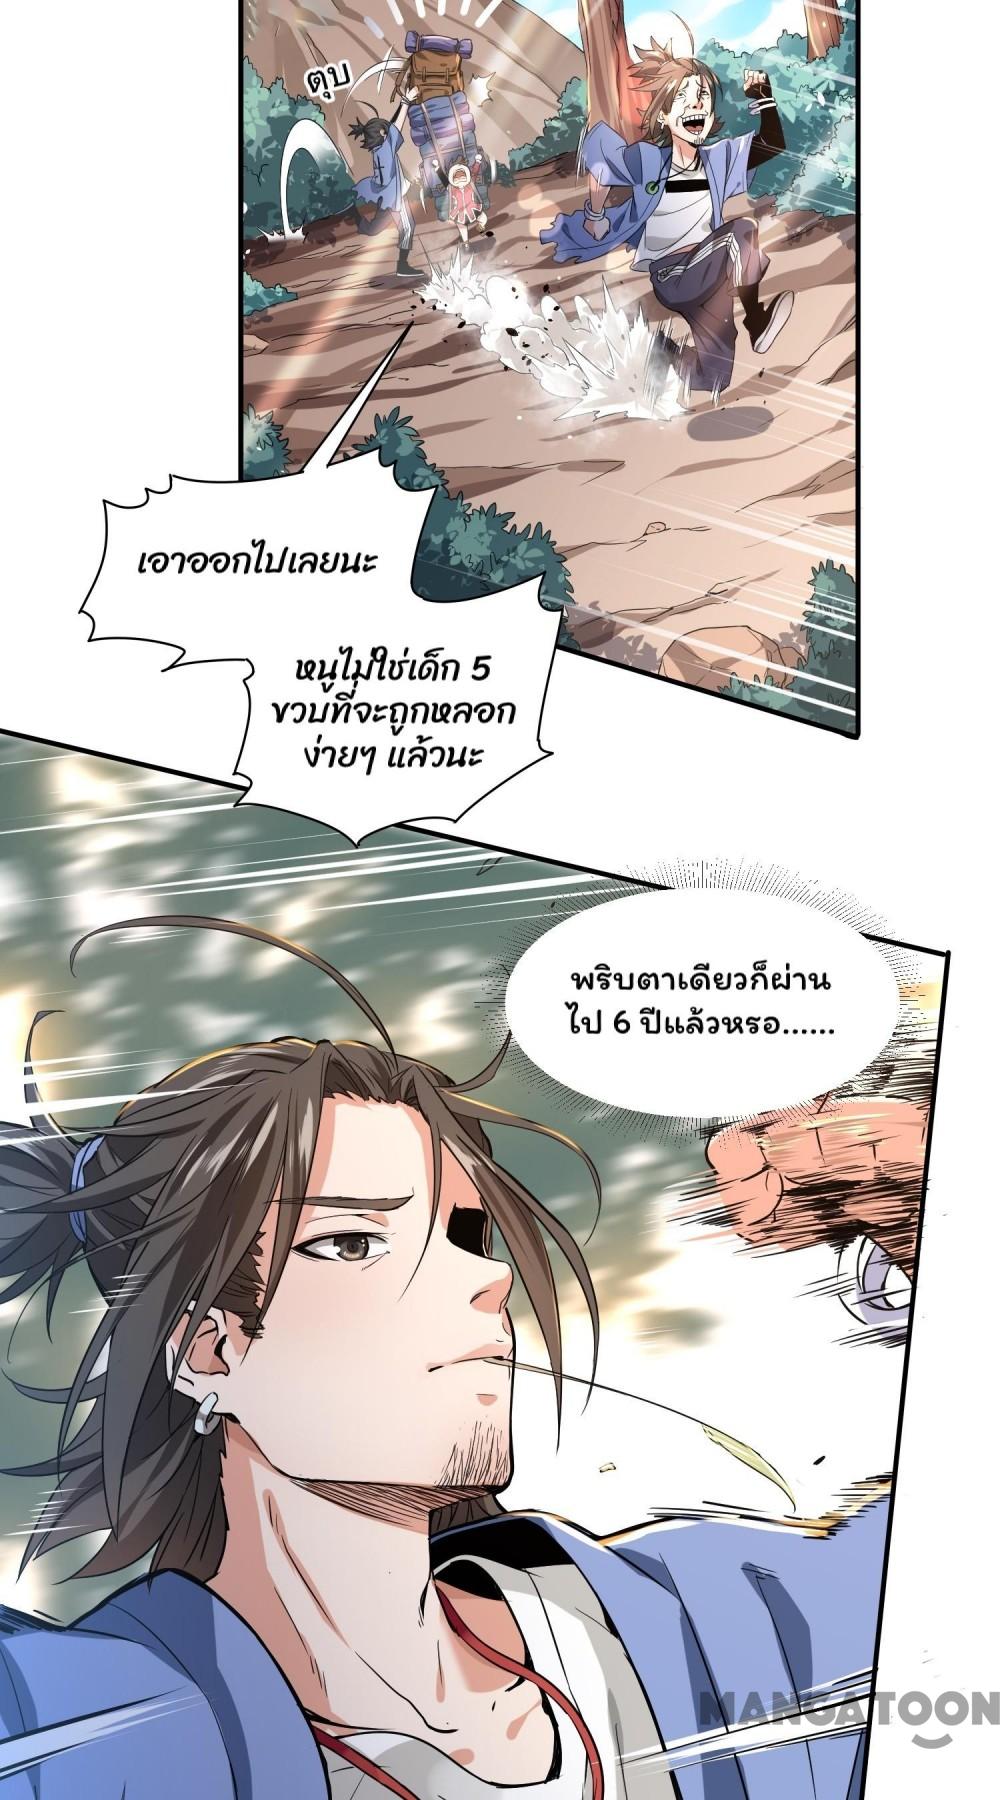 ตุบ
เอาออกไปเลยนะ
หนูไม่ใช่เด็ก 5
ขวบที่จะถูกหลอก
ง่ายๆ แล้วนะ
พริบตาเดียวก็ผ่าน
ไป 6 ปีแล้วหรอ......
MANGATOON